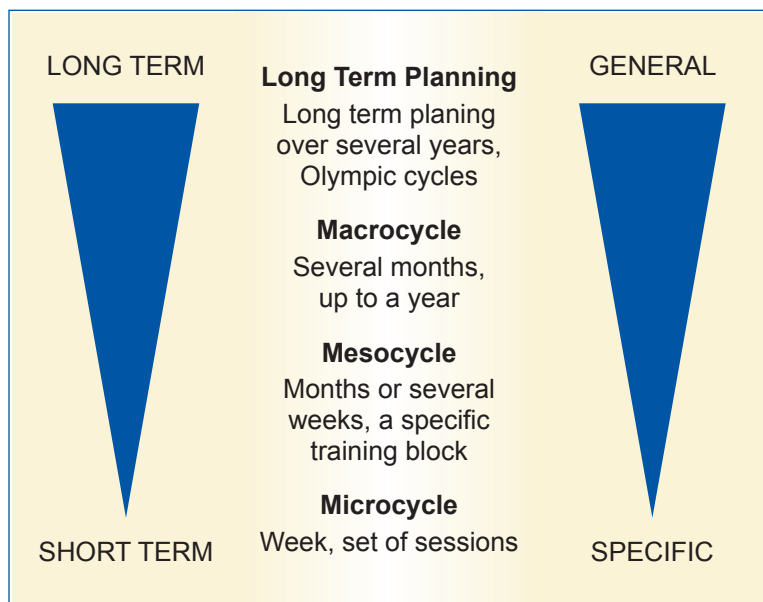 LONG TERM
Long Term Planning
Long term planing
over several years,
Olympic cycles
Macrocycle
Several months,
up to a year
Mesocycle
Months or several
weeks, a specific
training block
Microcycle
Week, set of sessions
SHORT TERM
GENERAL
SPECIFIC